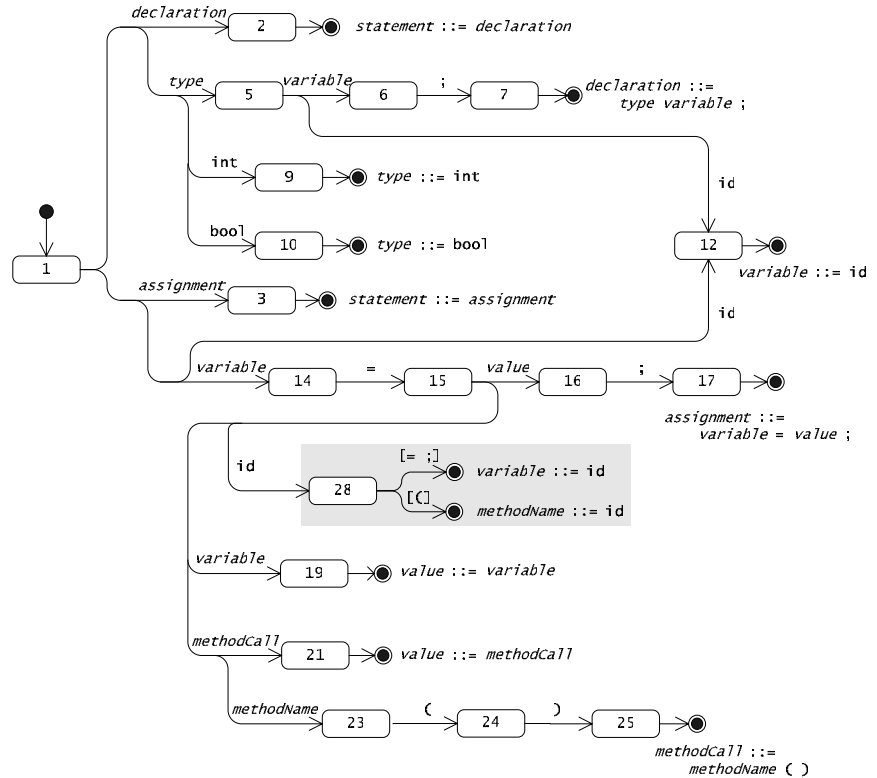 declaration
2
statement ::= declaration
type
5
variable
6
;
7
declaration ::=
type variable ;
int
9
type ::= int
id
bool
10
type ::= bool
12
variable ::= id
1
assignment
3
statement ::= assignment
id
variable
14
=
15
value
16
;
17
assignment ::=
variable = value ;
id
28
[= ;]
variable ::= id
[(]
methodName ::= id
variable
19
value ::= variable
methodCall
21
value ::= methodCall
methodName
23
(
24
)
25
methodCall ::=
methodName ( )